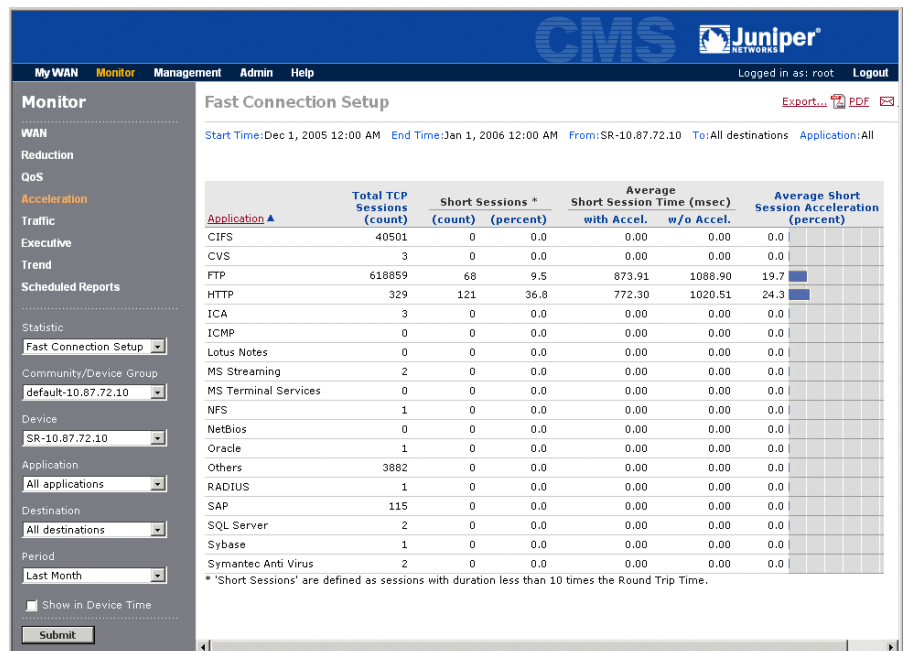 CMS Juniper®
NETWORKS
My WAN Monitor Management Admin Help Logged in as: root Logout
Monitor
WAN
Reduction
QoS
Acceleration
Traffic
Executive
Trend
Scheduled Reports
Statistic
Fast Connection Setup
Community/Device Group
default-10.87.72.10
Device
SR-10.87.72.10
Application
All applications
Destination
All destinations
Period
Last Month
Show in Device Time
Submit
Fast Connection Setup Export... PDF
Start Time:Dec 1, 2005 12:00 AM End Time:Jan 1, 2006 12:00 AM From:SR-10.87.72.10 To:All destinations Application:All
Application Total TCP Sessions (count) Short Sessions * (count) (percent) Average Short Session Time (msec) with Accel. w/o Accel. Average Short Session Acceleration (percent)
CIFS 40501 0 0.0 0.00 0.00 0.0
CVS 3 0 0.0 0.00 0.00 0.0
FTP 618859 68 9.5 873.91 1088.90 19.7
HTTP 329 121 36.8 772.30 1020.51 24.3
ICA 3 0 0.0 0.00 0.00 0.0
ICMP 0 0 0.0 0.00 0.00 0.0
Lotus Notes 0 0 0.0 0.00 0.00 0.0
MS Streaming 2 0 0.0 0.00 0.00 0.0
MS Terminal Services 0 0 0.0 0.00 0.00 0.0
NFS 1 0 0.0 0.00 0.00 0.0
NetBios 0 0 0.0 0.00 0.00 0.0
Oracle 1 0 0.0 0.00 0.00 0.0
Others 3882 0 0.0 0.00 0.00 0.0
RADIUS 1 0 0.0 0.00 0.00 0.0
SAP 115 0 0.0 0.00 0.00 0.0
SQL Server 2 0 0.0 0.00 0.00 0.0
Sybase 1 0 0.0 0.00 0.00 0.0
Symantec Anti Virus 2 0 0.0 0.00 0.00 0.0
* 'Short Sessions' are defined as sessions with duration less than 10 times the Round Trip Time.